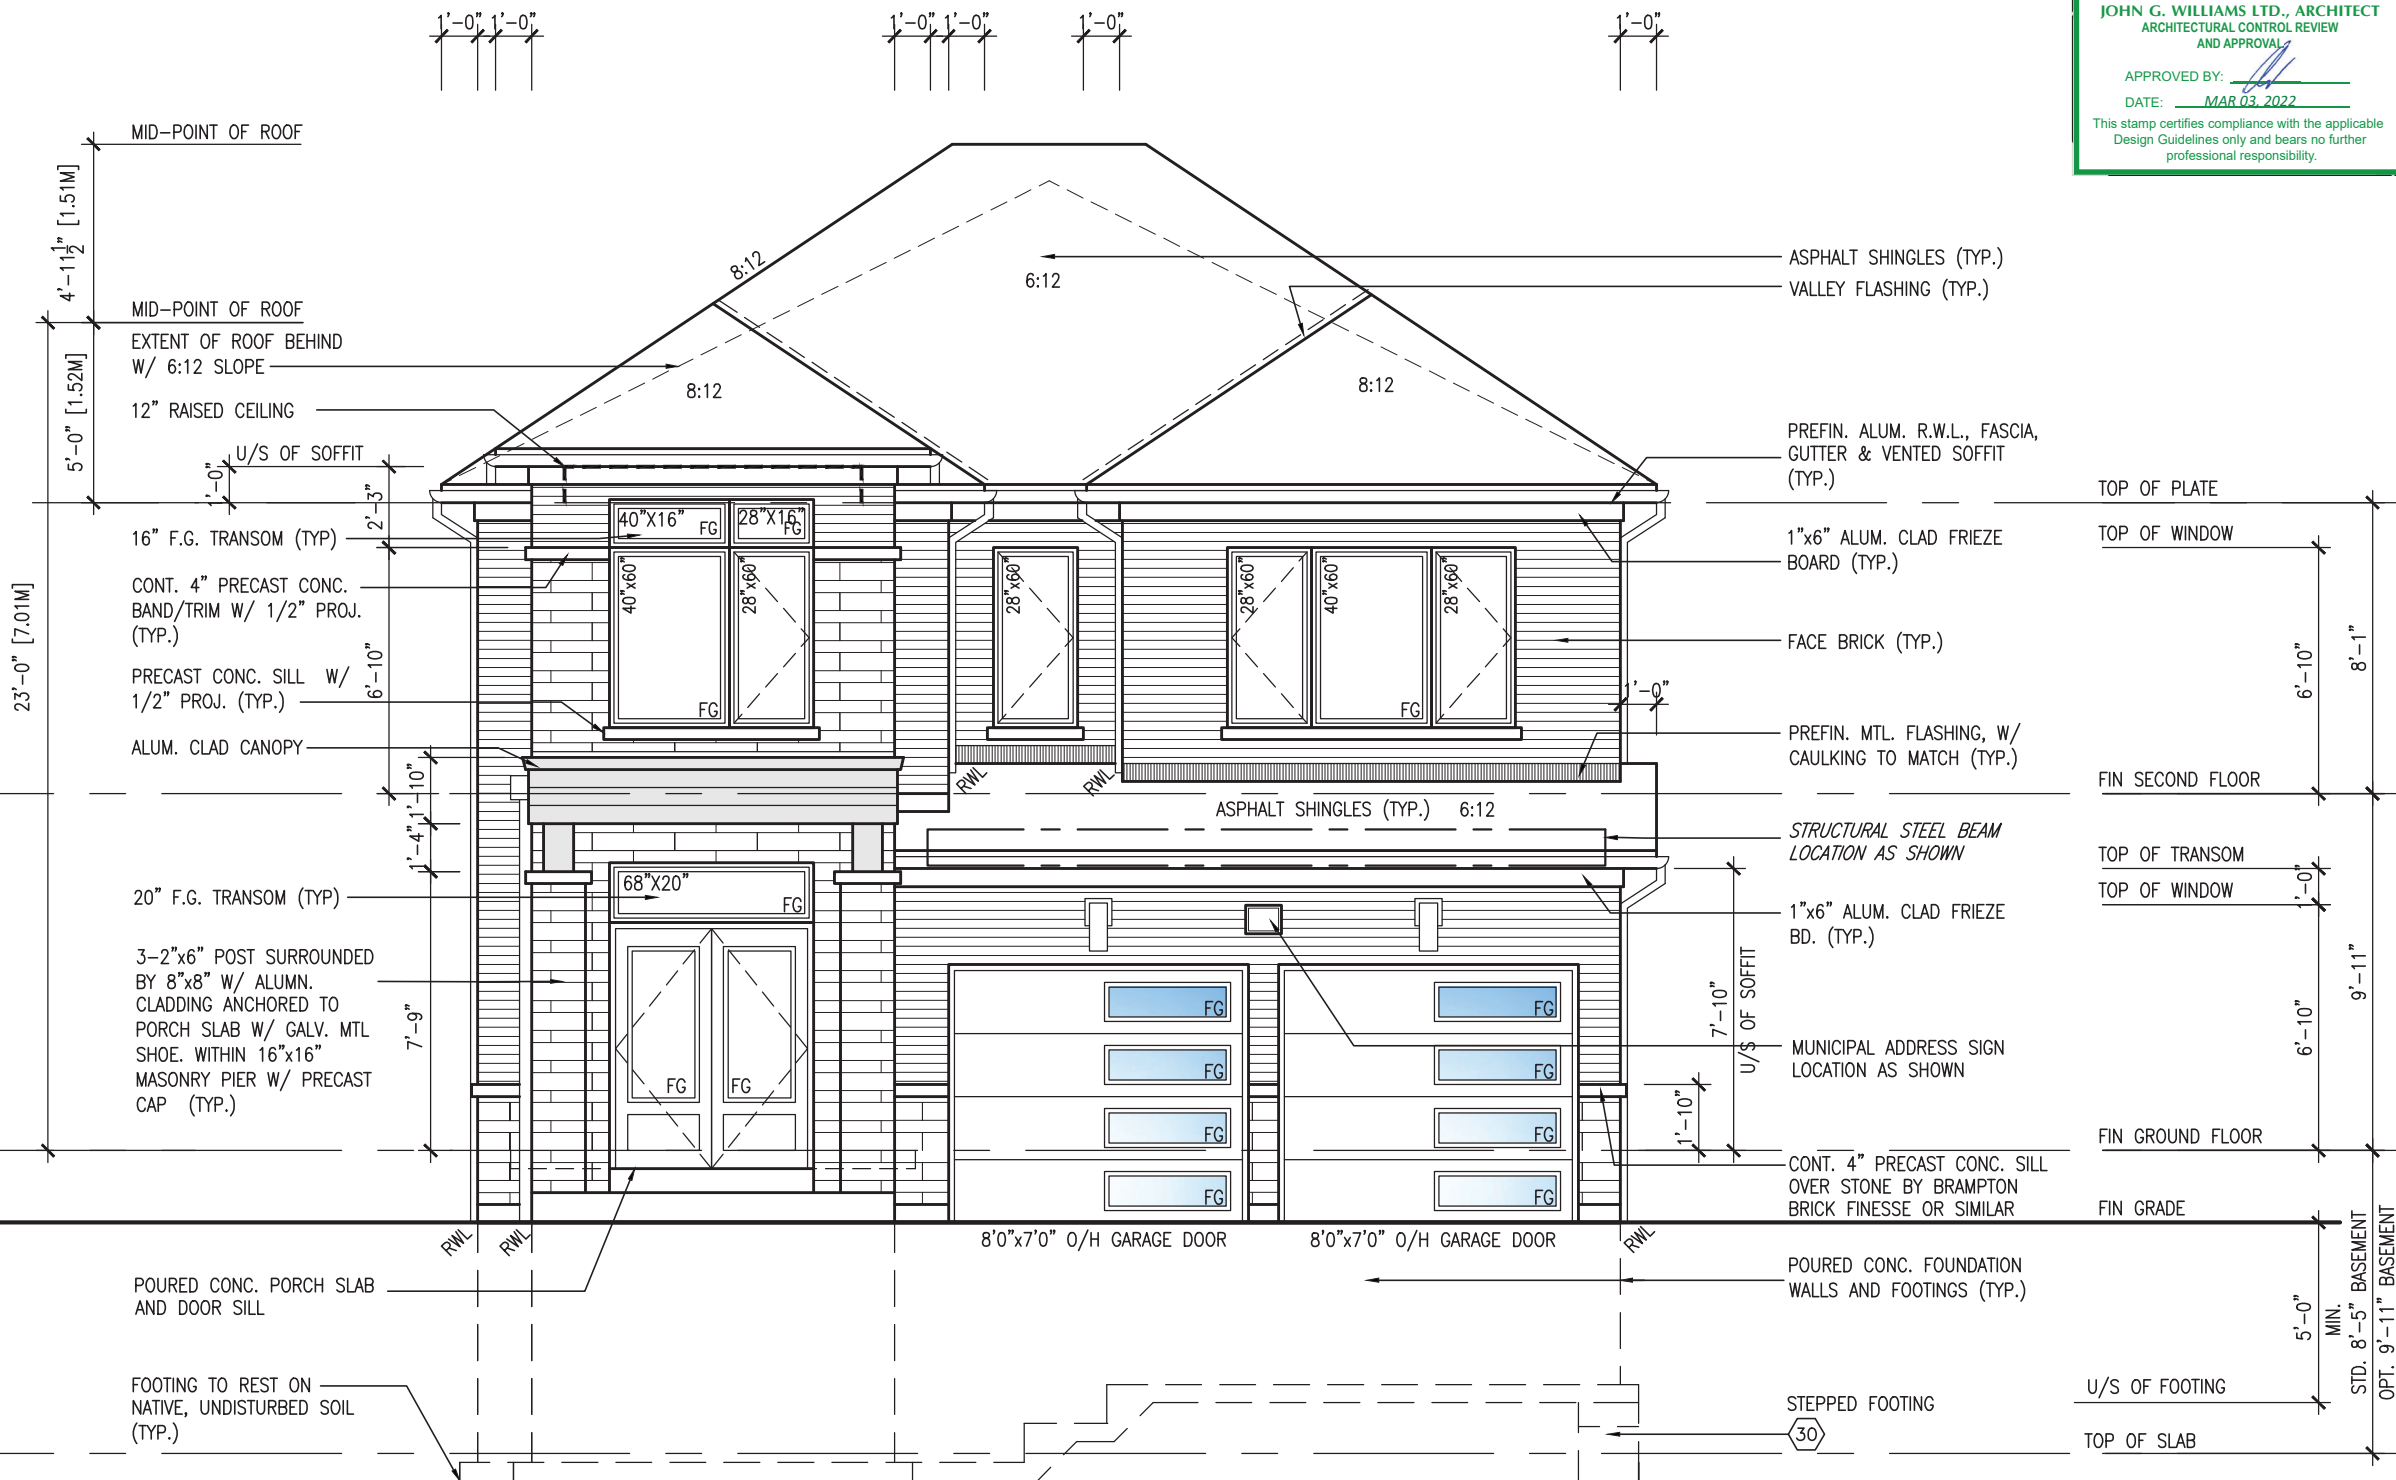 1'-0" 1'-0" 1'-0" 1'-0" 1'-0" 1'-0"
JOHN G. WILLIAMS LTD., ARCHITECT
ARCHITECTURAL CONTROL REVIEW
AND APPROVAL
APPROVED BY:
DATE: MAR 03, 2022
This stamp certifies compliance with the applicable
Design Guidelines only and bears no further
professional responsibility.
MID-POINT OF ROOF
4'-11 1/2" [1.51M]
MID-POINT OF ROOF
EXTENT OF ROOF BEHIND
W/ 6:12 SLOPE
5'-0" [1.52M]
12" RAISED CEILING
U/S OF SOFFIT
1'-0"
2'-3"
16" F.G. TRANSOM (TYP)
CONT. 4" PRECAST CONC.
BAND/TRIM W/ 1/2" PROJ.
(TYP.)
23'-0" [7.01M]
6'-10"
PRECAST CONC. SILL W/
1/2" PROJ. (TYP.)
ALUM. CLAD CANOPY
1'-10"
1'-4"
20" F.G. TRANSOM (TYP)
3-2"x6" POST SURROUNDED
BY 8"x8" W/ ALUMN.
CLADDING ANCHORED TO
PORCH SLAB W/ GALV. MTL
SHOE. WITHIN 16"x16"
MASONRY PIER W/ PRECAST
CAP (TYP.)
7'-9"
POURED CONC. PORCH SLAB
AND DOOR SILL
FOOTING TO REST ON
NATIVE, UNDISTURBED SOIL
(TYP.)
8:12
6:12
8:12
8:12
40"X16" FG
28"X16" FG
40"x60" FG
28"x60"
28"x60"
28"x60"
40"x60" FG
28"x60"
1'-0"
RWL
RWL
ASPHALT SHINGLES (TYP.) 6:12
68"X20" FG
FG FG
FG FG
FG FG
FG FG
FG FG
8'0"x7'0" O/H GARAGE DOOR
8'0"x7'0" O/H GARAGE DOOR
RWL
RWL
RWL
ASPHALT SHINGLES (TYP.)
VALLEY FLASHING (TYP.)
PREFIN. ALUM. R.W.L., FASCIA,
GUTTER & VENTED SOFFIT
(TYP.)
1"x6" ALUM. CLAD FRIEZE
BOARD (TYP.)
FACE BRICK (TYP.)
PREFIN. MTL. FLASHING, W/
CAULKING TO MATCH (TYP.)
STRUCTURAL STEEL BEAM
LOCATION AS SHOWN
1"x6" ALUM. CLAD FRIEZE
BD. (TYP.)
7'-10"
U/S OF SOFFIT
MUNICIPAL ADDRESS SIGN
LOCATION AS SHOWN
1'-10"
CONT. 4" PRECAST CONC. SILL
OVER STONE BY BRAMPTON
BRICK FINESSE OR SIMILAR
POURED CONC. FOUNDATION
WALLS AND FOOTINGS (TYP.)
STEPPED FOOTING
30
TOP OF PLATE
TOP OF WINDOW
6'-10"
8'-1"
FIN SECOND FLOOR
TOP OF TRANSOM
1'-0"
TOP OF WINDOW
9'-11"
6'-10"
FIN GROUND FLOOR
FIN GRADE
5'-0"
MIN.
STD. 8'-5" BASEMENT
OPT. 9'-11" BASEMENT
U/S OF FOOTING
TOP OF SLAB